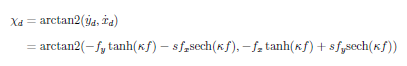 χ_d = arctan2(ẏ_d, ẋ_d)
= arctan2(−f_y tanh(κf) − sf_x sech(κf), −f_x tanh(κf) + sf_y sech(κf))